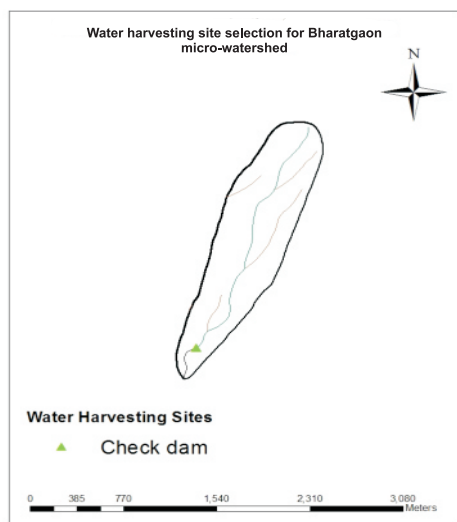 Water harvesting site selection for Bharatgaon
micro-watershed
N
Water Harvesting Sites
Check dam
0 385 770 1,540 2,310 3,080
Meters